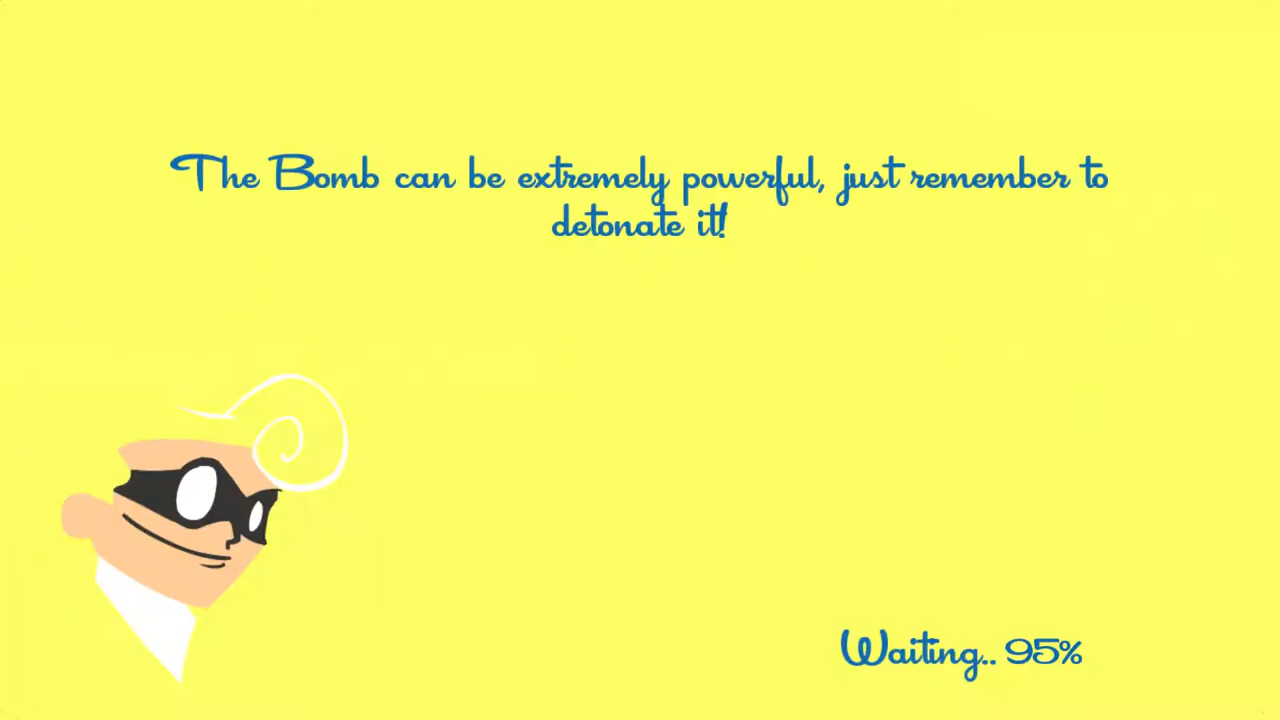 The Bomb can be extremely powerful, just remember to
detonate it!
Waiting.. 95%